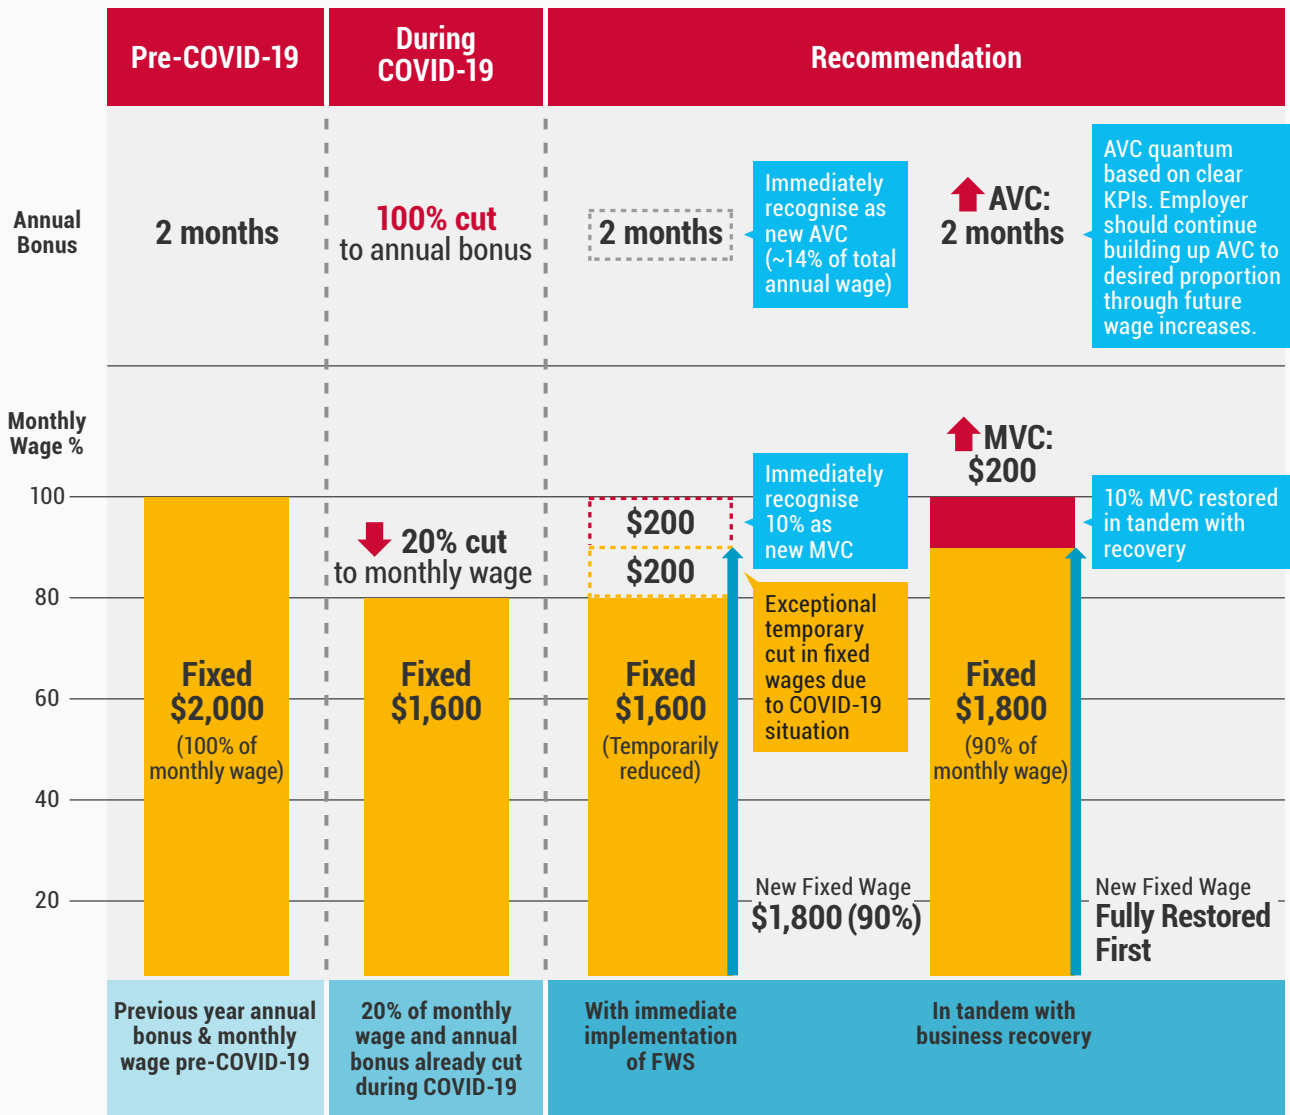 Pre-COVID-19
During
COVID-19
Recommendation
Annual
Bonus
2 months
100% cut
to annual bonus
2 months
Immediately
recognise as
new AVC
(~14% of total
annual wage)
AVC:
2 months
AVC quantum
based on clear
KPIs. Employer
should continue
building up AVC to
desired proportion
through future
wage increases.
Monthly
Wage %
100
80
60
40
20
Fixed
$2,000
(100% of
monthly wage)
20% cut
to monthly wage
Fixed
$1,600
$200
$200
Fixed
$1,600
(Temporarily
reduced)
Immediately
recognise
10% as
new MVC
Exceptional
temporary
cut in fixed
wages due
to COVID-19
situation
New Fixed Wage
$1,800 (90%)
MVC:
$200
Fixed
$1,800
(90% of
monthly wage)
10% MVC restored
in tandem with
recovery
New Fixed Wage
Fully Restored
First
Previous year annual
bonus & monthly
wage pre-COVID-19
20% of monthly
wage and annual
bonus already cut
during COVID-19
With immediate
implementation
of FWS
In tandem with
business recovery